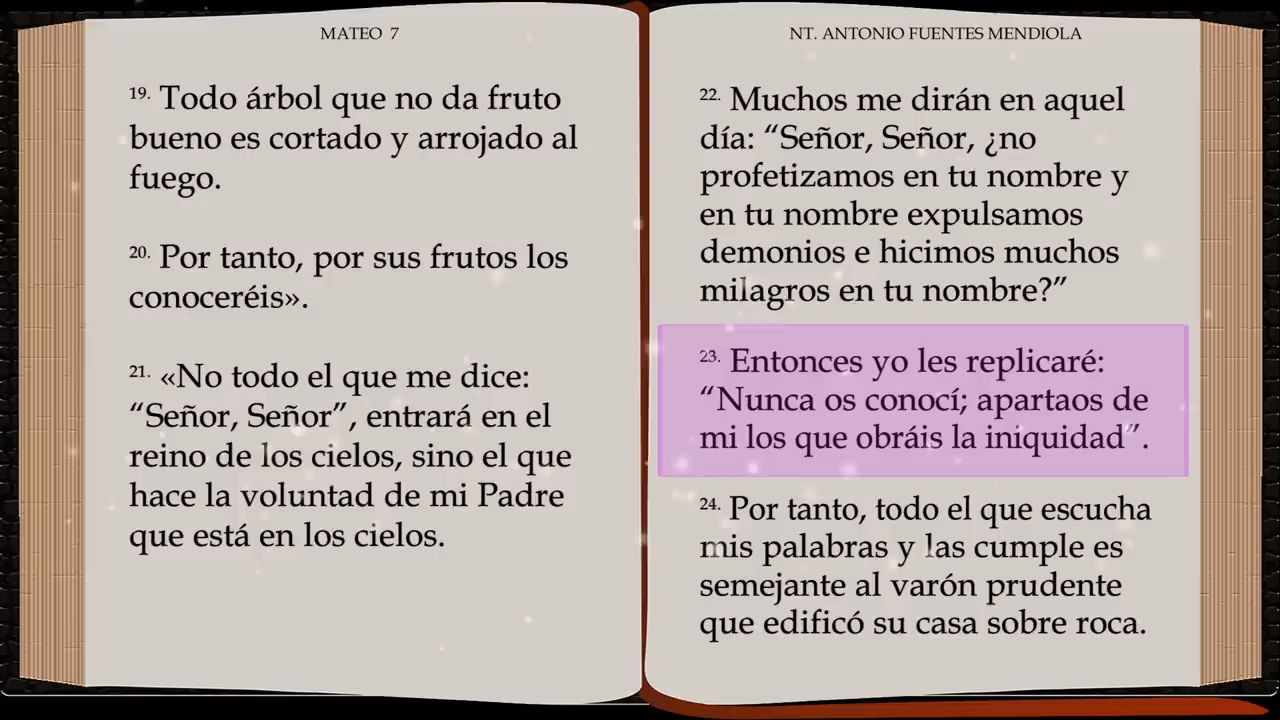 MATEO 7
19. Todo árbol que no da fruto
bueno es cortado y arrojado al
fuego.
20. Por tanto, por sus frutos los
conoceréis».
21. «No todo el que me dice:
“Señor, Señor”, entrará en el
reino de los cielos, sino el que
hace la voluntad de mi Padre
que está en los cielos.
NT. ANTONIO FUENTES MENDIOLA
22. Muchos me dirán en aquel
día: “Señor, Señor, ¿no
profetizamos en tu nombre y
en tu nombre expulsamos
demonios e hicimos muchos
milagros en tu nombre?”
23. Entonces yo les replicaré:
“Nunca os conocí; apartaos de
mi los que obráis la iniquidad”.
24. Por tanto, todo el que escucha
mis palabras y las cumple es
semejante al varón prudente
que edificó su casa sobre roca.